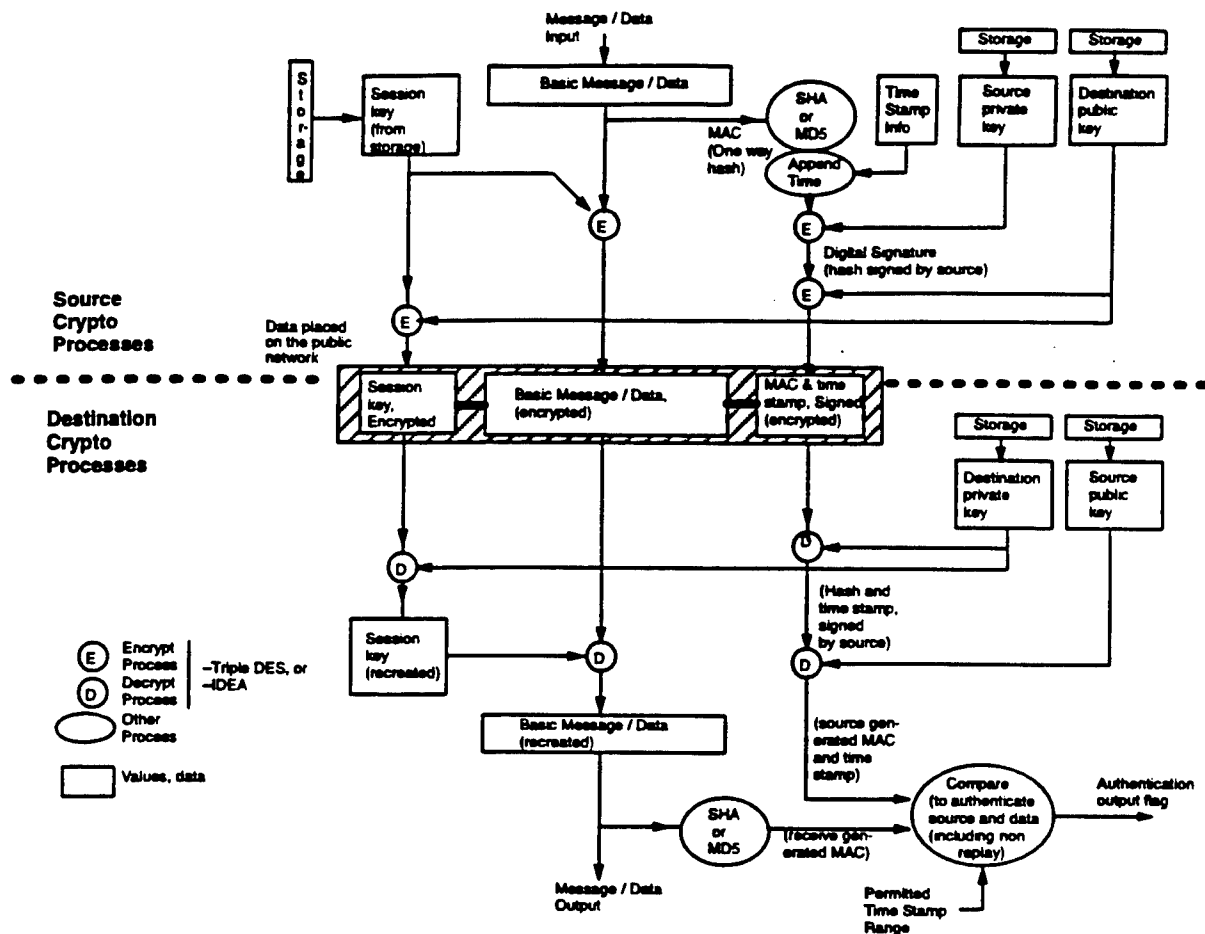 Message / Data
Input
Storage
Storage
Storage
Session
key
(from
storage)
Basic Message / Data
SHA
or
MD5
Time
Stamp
Info
Source
private
key
Destination
public
key
MAC
(One way
hash)
Append
Time
E
E
Digital Signature
(hash signed by source)
E
E
Source
Crypto
Processes
Data placed
on the public
network
Destination
Crypto
Processes
Session
key,
Encrypted
Basic Message / Data,
(encrypted)
MAC & time
stamp, Signed
(encrypted)
Storage
Storage
Destination
private
key
Source
public
key
D
D
(Hash and
time stamp,
signed
by source)
Session
key
(recreated)
D
D
E
Encrypt
Process
D
Decrypt
Process
–Triple DES, or
–IDEA
Other
Process
Values, data
Basic Message / Data
(recreated)
(source gen-
erated MAC
and time
stamp)
SHA
or
MD5
(receive gen-
erated MAC)
Compare
(to authenticate
source and data
(including non
replay)
Authentication
output flag
Message / Data
Output
Permitted
Time Stamp
Range